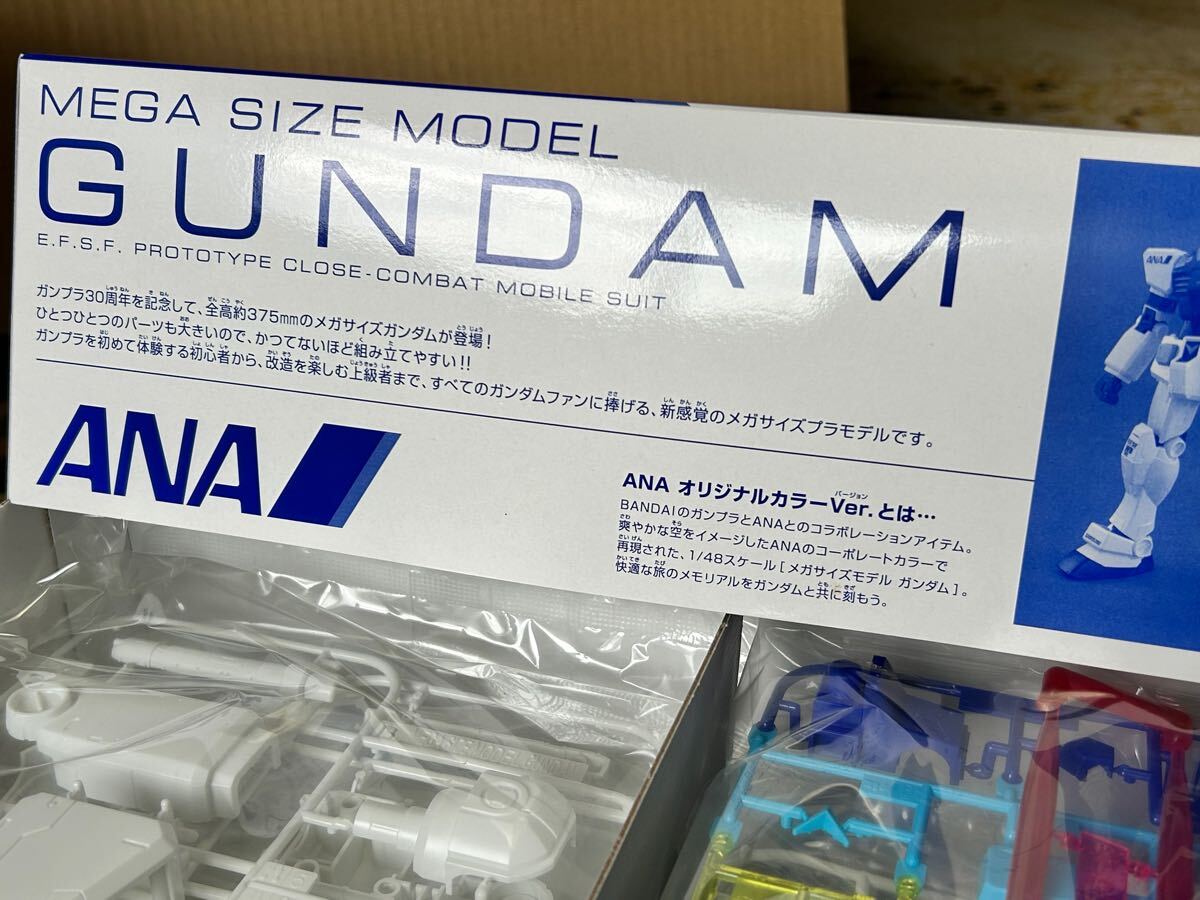 MEGA SIZE MODEL
GUNDAM
E.F.S.F. PROTOTYPE CLOSE-COMBAT MOBILE SUIT
ガンプラ30周年を記念して、全高約375mmのメガサイズガンダムが登場!
ひとつひとつのパーツも大きいので、かつてないほど組み立てやすい!!
ガンプラを初めて体験する初心者から、改造を楽しむ上級者まで、すべてのガンダムファンに捧げる、新感覚のメガサイズプラモデルです。
ANA
ANA オリジナルカラーVer.とは…
BANDAIのガンプラとANAとのコラボレーションアイテム。
爽やかな空をイメージしたANAのコーポレートカラーで
再現された、1/48スケール[メガサイズモデル ガンダム]。
快適な旅のメモリアルをガンダムと共に刻もう。
ANA